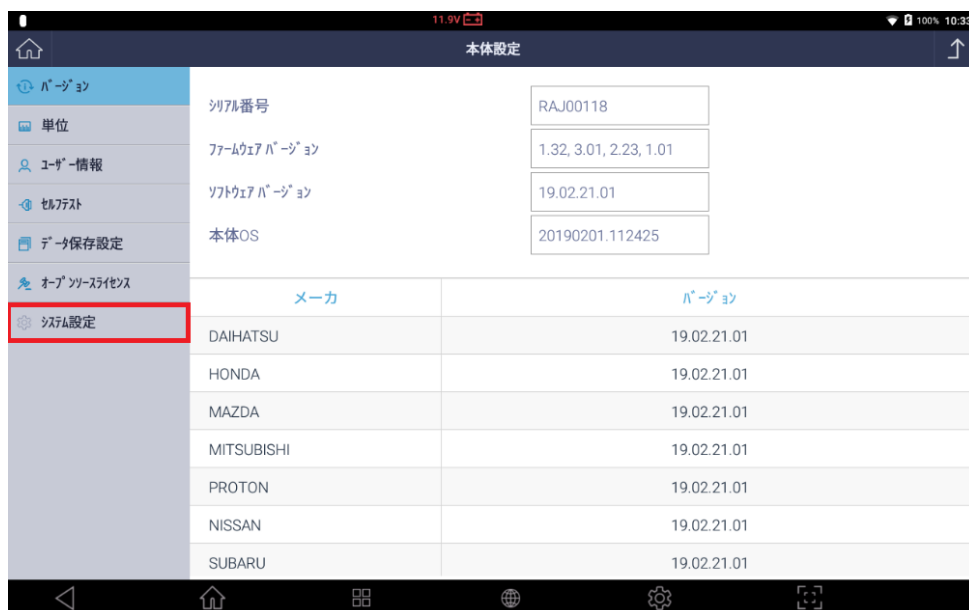 11.9V
100% 10:33
本体設定
ﾊﾞｰｼﾞｮﾝ
単位
ﾕｰｻﾞｰ情報
ｾﾙﾌﾃｽﾄ
ﾃﾞｰﾀ保存設定
ｵｰﾌﾟﾝｿｰｽﾗｲｾﾝｽ
ｼｽﾃﾑ設定
ｼﾘｱﾙ番号 RAJ00118
ﾌｧｰﾑｳｪｱ ﾊﾞｰｼﾞｮﾝ 1.32, 3.01, 2.23, 1.01
ｿﾌﾄｳｪｱ ﾊﾞｰｼﾞｮﾝ 19.02.21.01
本体OS 20190201.112425
メーカ ﾊﾞｰｼﾞｮﾝ
DAIHATSU 19.02.21.01
HONDA 19.02.21.01
MAZDA 19.02.21.01
MITSUBISHI 19.02.21.01
PROTON 19.02.21.01
NISSAN 19.02.21.01
SUBARU 19.02.21.01